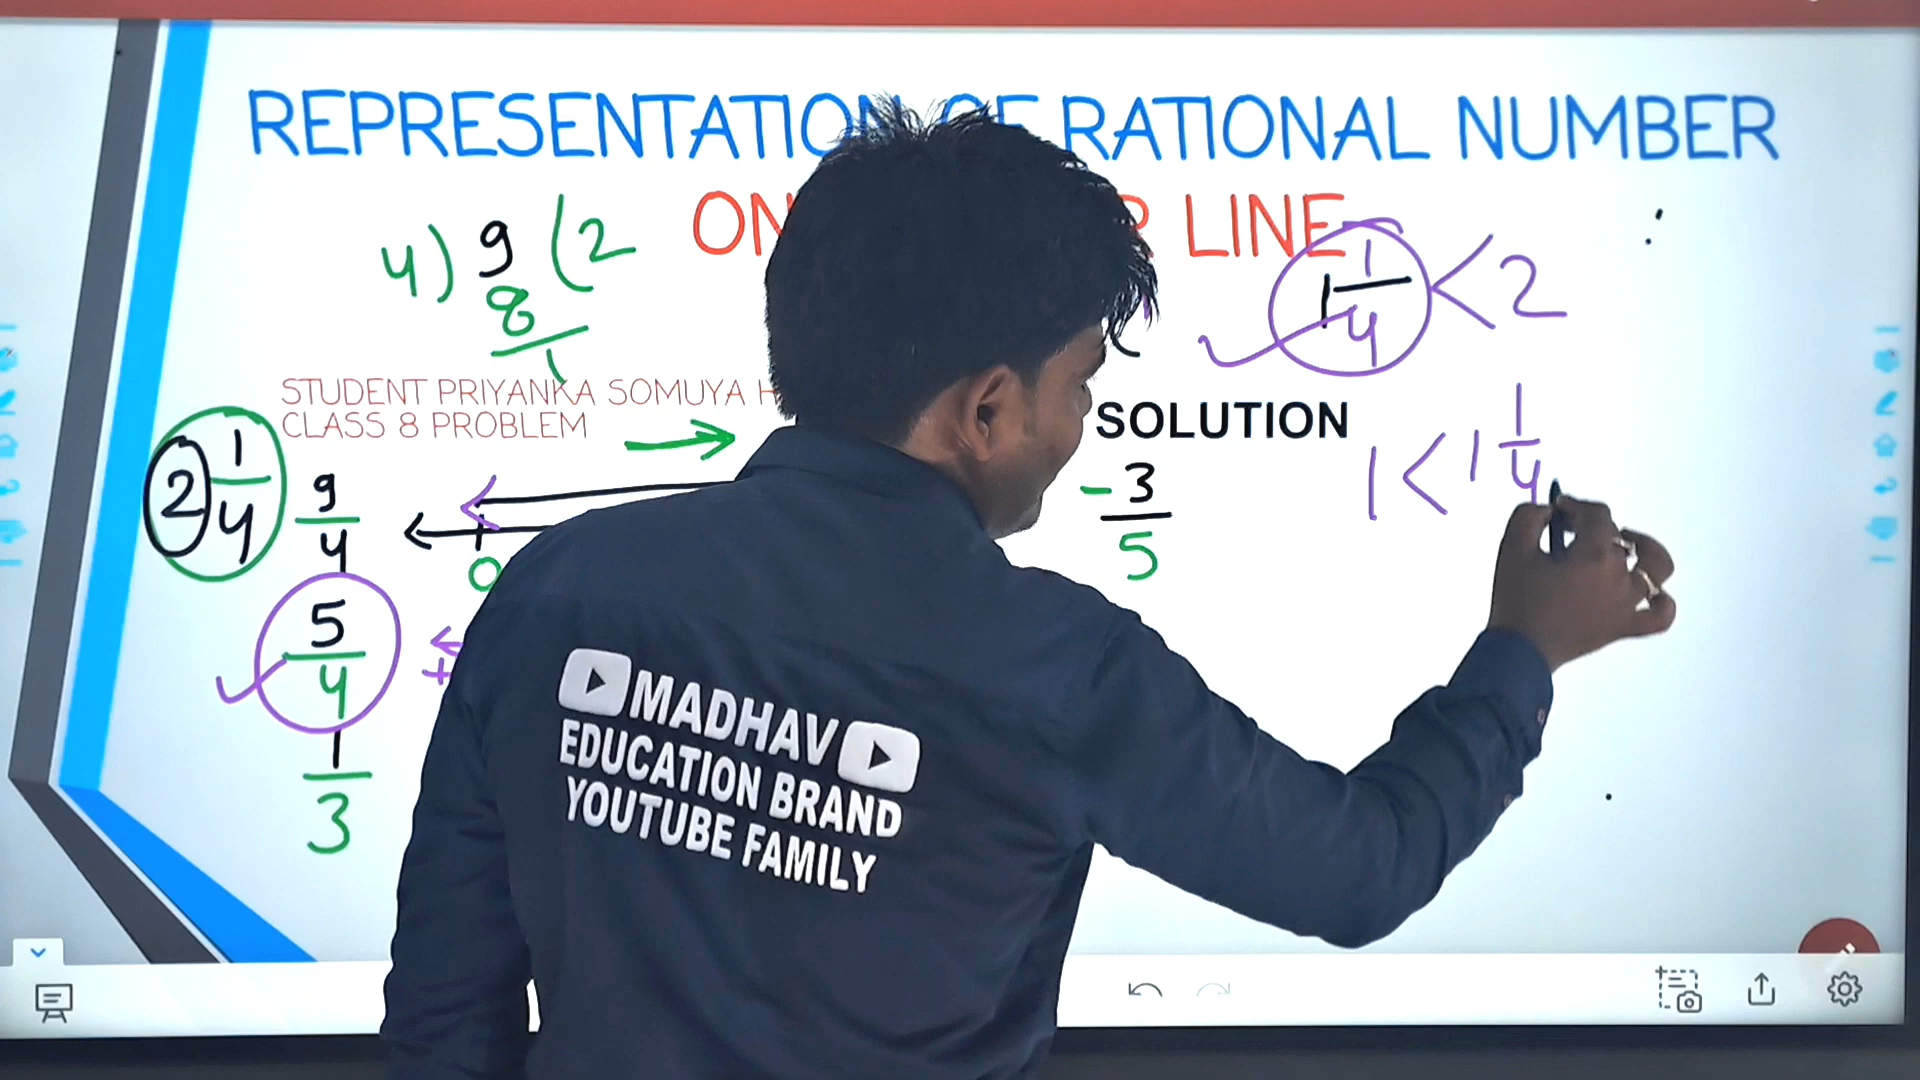 REPRESENTATION OF RATIONAL NUMBER
ON R LINE
4) 9 (2
8
1
1 1/4 < 2
STUDENT PRIYANKA SOMUYA H
CLASS 8 PROBLEM
SOLUTION
1 < 1 1/4
2 1/4
9/4
-3/5
0
5/4
1/3
MADHAV
EDUCATION BRAND
YOUTUBE FAMILY